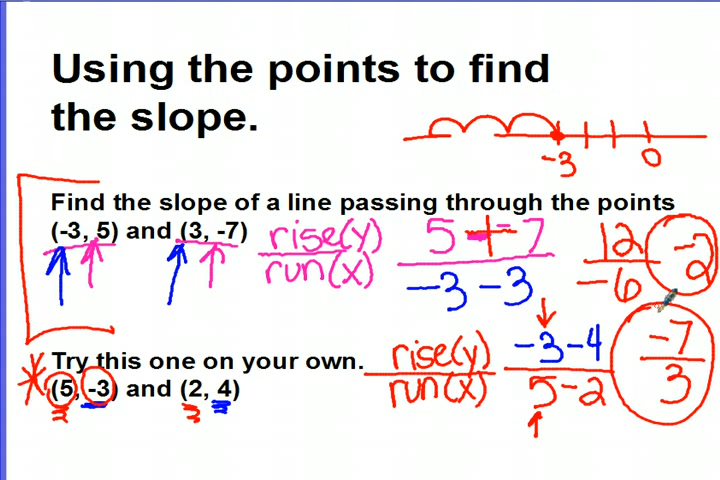 Using the points to find
the slope.
-3 0
Find the slope of a line passing through the points
(-3, 5) and (3, -7)
rise(y) 5 - - 7 12 -2
run(x) -3 - 3 -6
Try this one on your own.
(5, -3) and (2, 4)
rise(y) -3 - 4 -7
run(x) 5 - 2 3